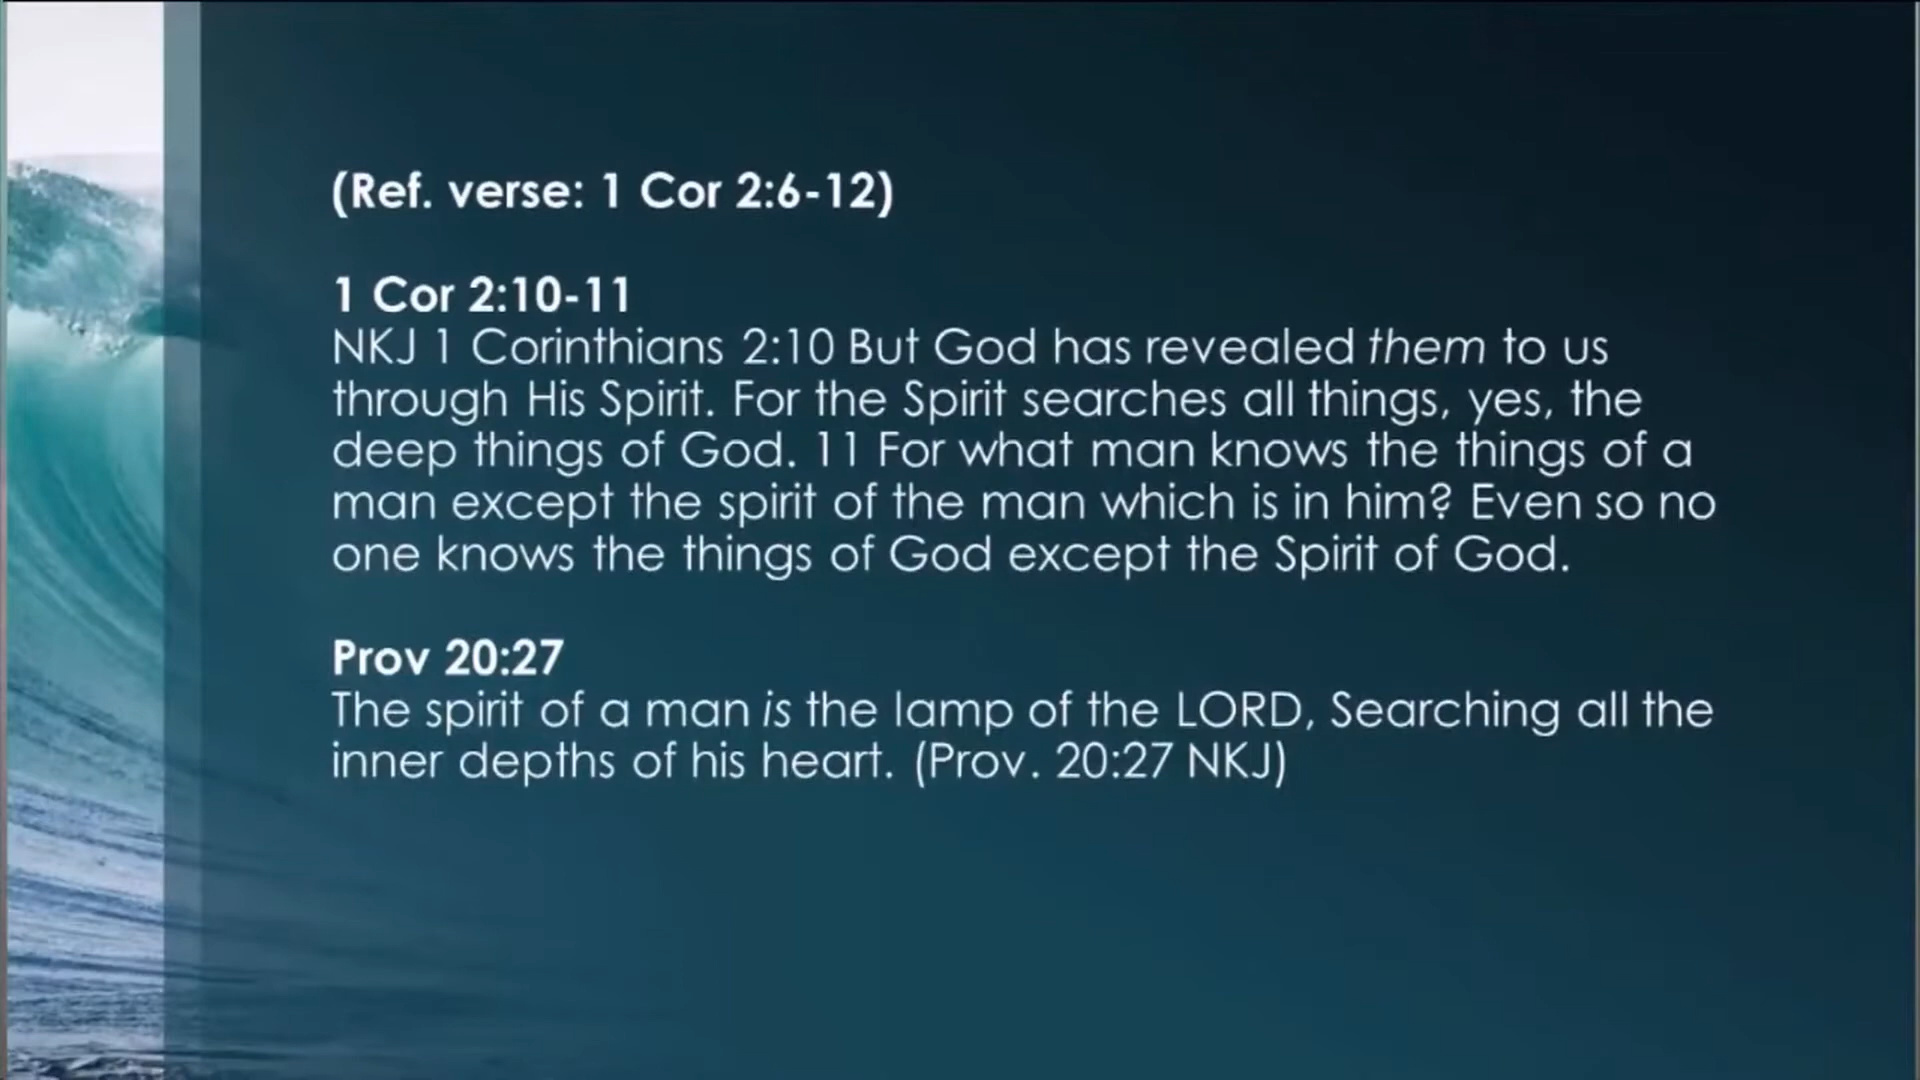 (Ref. verse: 1 Cor 2:6-12)
1 Cor 2:10-11
NKJ 1 Corinthians 2:10 But God has revealed them to us
through His Spirit. For the Spirit searches all things, yes, the
deep things of God. 11 For what man knows the things of a
man except the spirit of the man which is in him? Even so no
one knows the things of God except the Spirit of God.
Prov 20:27
The spirit of a man is the lamp of the LORD, Searching all the
inner depths of his heart. (Prov. 20:27 NKJ)